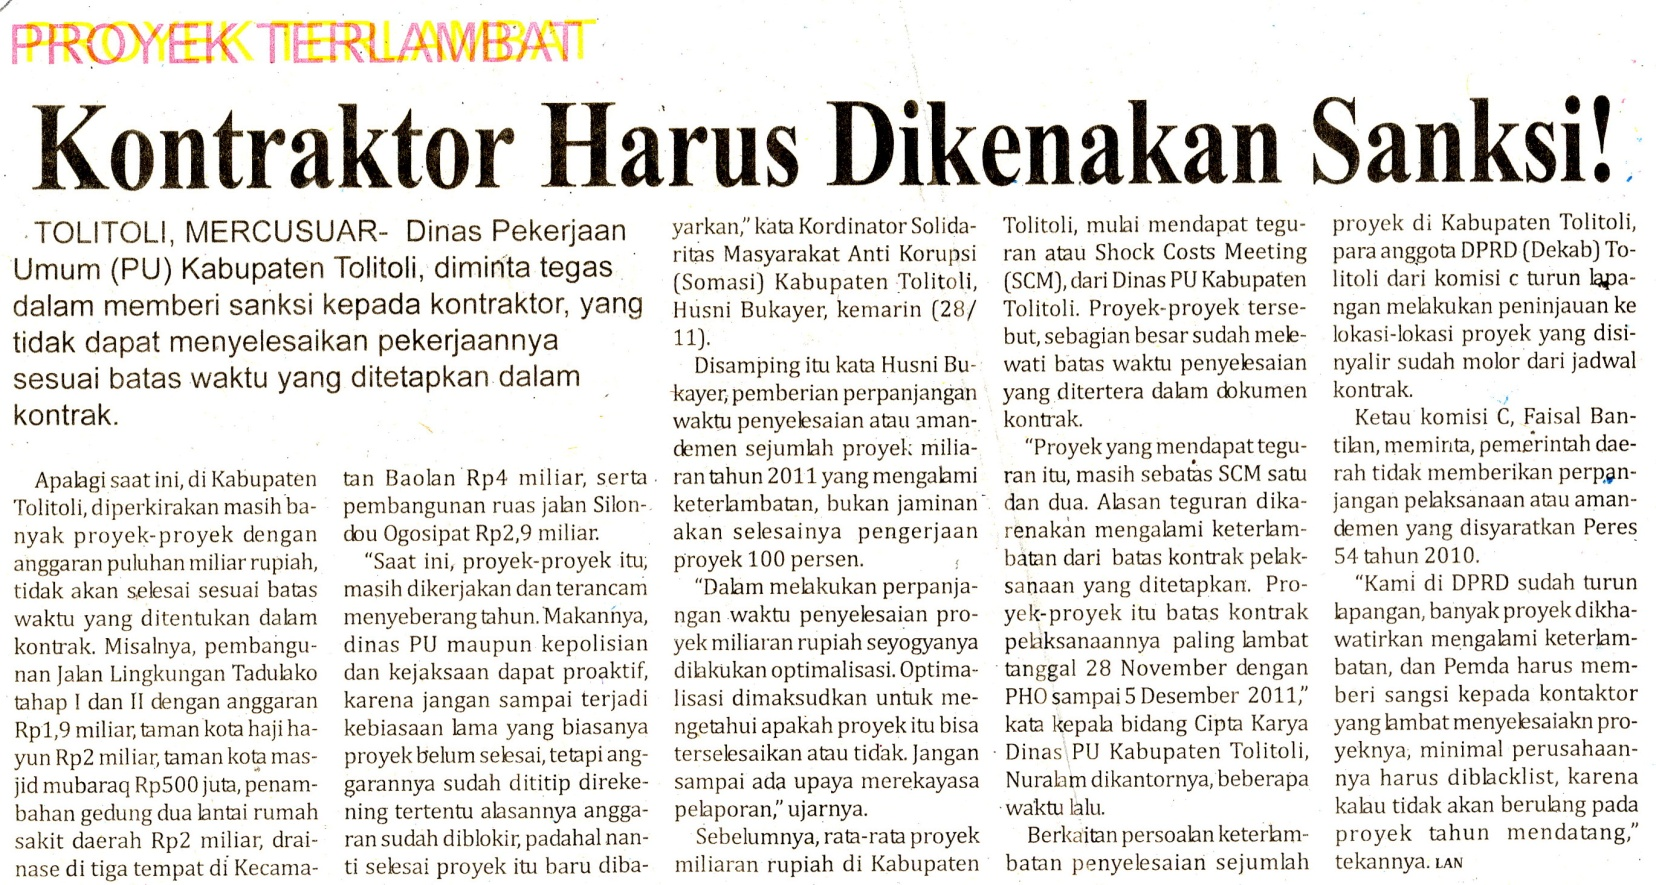 PROYEK TERLAMBAT
Kontraktor Harus Dikenakan Sanksi!
TOLITOLI, MERCUSUAR- Dinas Pekerjaan
Umum (PU) Kabupaten Tolitoli, diminta tegas
dalam memberi sanksi kepada kontraktor, yang
tidak dapat menyelesaikan pekerjaannya
sesuai batas waktu yang ditetapkan dalam
kontrak.
Apalagi saat ini, di Kabupaten
Tolitoli, diperkirakan masih ba-
nyak proyek-proyek dengan
anggaran puluhan miliar rupiah,
tidak akan selesai sesuai batas
waktu yang ditentukan dalam
kontrak. Misalnya, pembangu-
nan Jalan Lingkungan Tadulako
tahap I dan II dengan anggaran
Rp1,9 miliar, taman kota haji ha-
yun Rp2 miliar, taman kota mas-
jid mubaraq Rp500 juta, penam-
bahan gedung dua lantai rumah
sakit daerah Rp2 miliar, drai-
nase di tiga tempat di Kecama-
tan Baolan Rp4 miliar, serta
pembangunan ruas jalan Silon-
dou Ogosipat Rp2,9 miliar.
"Saat ini, proyek-proyek itu,
masih dikerjakan dan terancam
menyeberang tahun. Makannya,
dinas PU maupun kepolisian
dan kejaksaan dapat proaktif,
karena jangan sampai terjadi
kebiasaan lama yang biasanya
proyek belum selesai, tetapi ang-
garannya sudah dititip direke-
ning tertentu alasannya angga-
ran sudah diblokir, padahal nan-
ti selesai proyek itu baru diba-
yarkan," kata Kordinator Solida-
ritas Masyarakat Anti Korupsi
(Somasi) Kabupaten Tolitoli,
Husni Bukayer, kemarin (28/
11).
Disamping itu kata Husni Bu-
kayer, pemberian perpanjangan
waktu penyelesaian atau aman-
demen sejumlah proyek milia-
ran tahun 2011 yang mengalami
keterlambatan, bukan jaminan
akan selesainya pengerjaan
proyek 100 persen.
"Dalam melakukan perpanja-
ngan waktu penyelesaian pro-
yek miliaran rupiah seyogyanya
dilakukan optimalisasi. Optima-
lisasi dimaksudkan untuk me-
ngetahui apakah proyek itu bisa
terselesaikan atau tidak. Jangan
sampai ada upaya merekayasa
pelaporan," ujarnya.
Sebelumnya, rata-rata proyek
miliaran rupiah di Kabupaten
Tolitoli, mulai mendapat tegu-
ran atau Shock Costs Meeting
(SCM), dari Dinas PU Kabupaten
Tolitoli. Proyek-proyek terse-
but, sebagian besar sudah mele-
wati batas waktu penyelesaian
yang ditertera dalam dokumen
kontrak.
"Proyek yang mendapat tegu-
ran itu, masih sebatas SCM satu
dan dua. Alasan teguran dika-
renakan mengalami keterlam-
batan dari batas kontrak pelak-
sanaan yang ditetapkan. Pro-
yek-proyek itu batas kontrak
pelaksanaannya paling lambat
tanggal 28 November dengan
PHO sampai 5 Desember 2011,"
kata kepala bidang Cipta Karya
Dinas PU Kabupaten Tolitoli,
Nuralam dikantornya, beberapa
waktu lalu.
Berkaitan persoalan keterlam-
batan penyelesaian sejumlah
proyek di Kabupaten Tolitoli,
para anggota DPRD (Dekab) To-
litoli dari komisi c turun lapa-
ngan melakukan peninjauan ke
lokasi-lokasi proyek yang disi-
nyalir sudah molor dari jadwal
kontrak.
Ketau komisi C, Faisal Ban-
tilan, meminta, pemerintah dae-
rah tidak memberikan perpan-
jangan pelaksanaan atau aman-
demen yang disyaratkan Peres
54 tahun 2010.
"Kami di DPRD sudah turun
lapangan, banyak proyek dikha-
watirkan mengalami keterlam-
batan, dan Pemda harus mem-
beri sangsi kepada kontaktor
yang lambat menyelesaiakn pro-
yeknya, minimal perusahaan-
nya harus diblacklist, karena
kalau tidak akan berulang pada
proyek tahun mendatang,"
tekannya. LAN